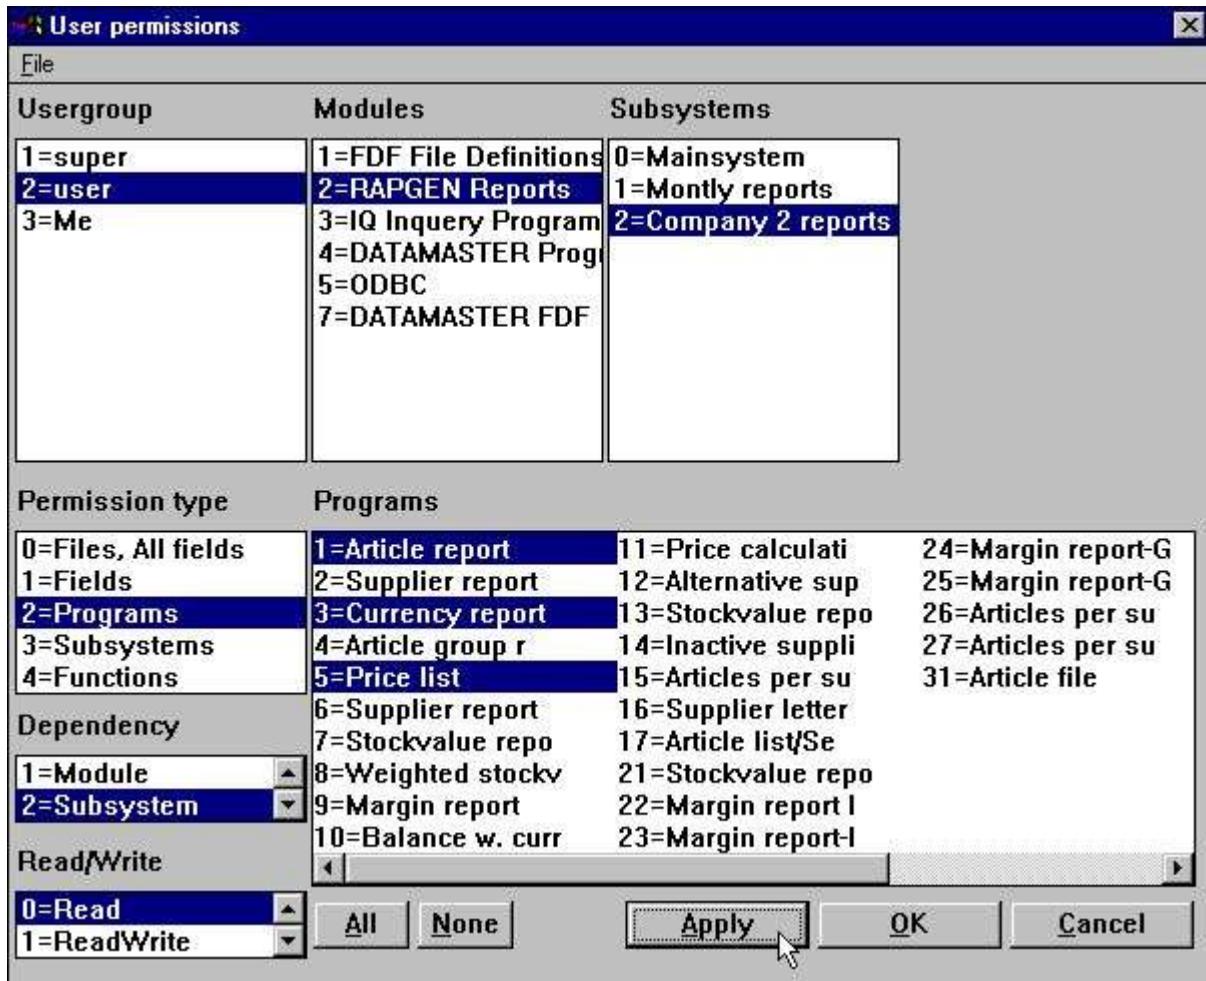 User permissions
File
Usergroup
1=super
2=user
3=Me
Modules
1=FDF File Definitions
2=RAPGEN Reports
3=IQ Inquery Program
4=DATAMASTER Prog
5=ODBC
7=DATAMASTER FDF
Subsystems
0=Mainsystem
1=Montly reports
2=Company 2 reports
Permission type
0=Files, All fields
1=Fields
2=Programs
3=Subsystems
4=Functions
Dependency
1=Module
2=Subsystem
Read/Write
0=Read
1=ReadWrite
Programs
1=Article report
2=Supplier report
3=Currency report
4=Article group r
5=Price list
6=Supplier report
7=Stockvalue repo
8=Weighted stockv
9=Margin report
10=Balance w. curr
11=Price calculati
12=Alternative sup
13=Stockvalue repo
14=Inactive suppli
15=Articles per su
16=Supplier letter
17=Article list/Se
21=Stockvalue repo
22=Margin report I
23=Margin report-I
24=Margin report-G
25=Margin report-G
26=Articles per su
27=Articles per su
31=Article file
All
None
Apply
OK
Cancel